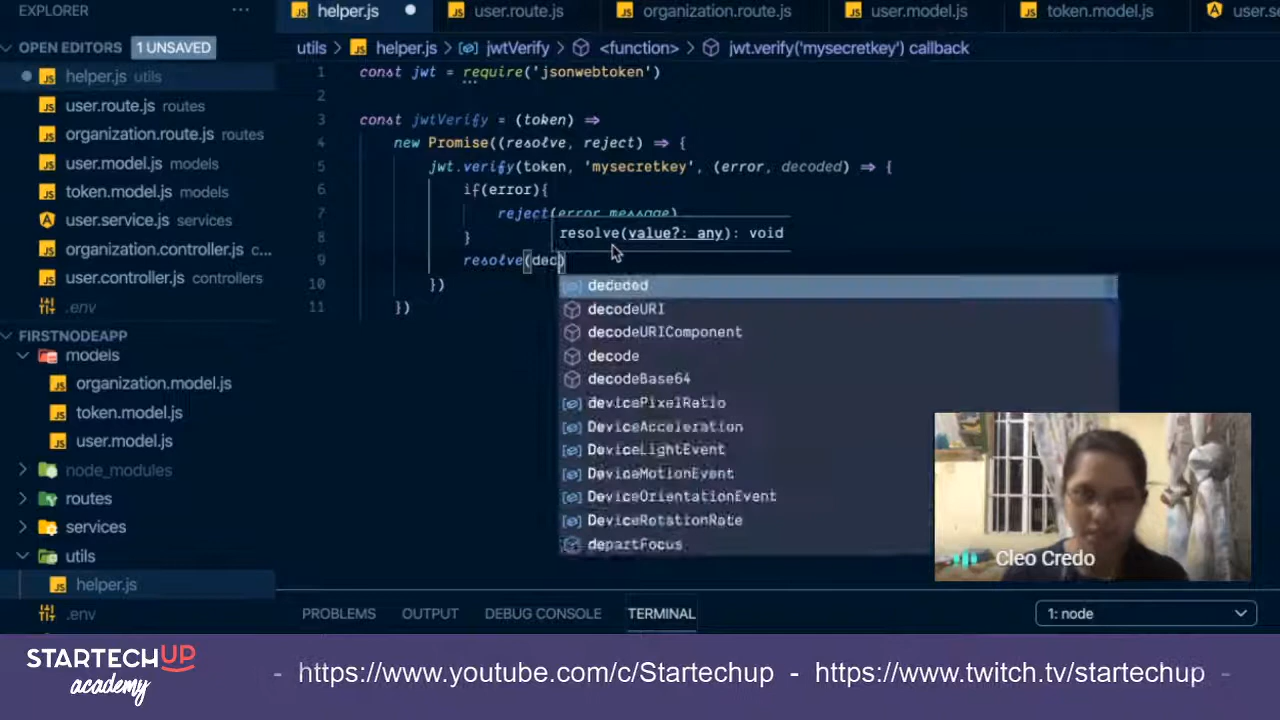 EXPLORER
...
helper.js
user.route.js
organization.route.js
user.model.js
token.model.js
user.se
OPEN EDITORS
1 UNSAVED
utils > helper.js > jwtVerify > <function> > jwt.verify('mysecretkey') callback
helper.js utils
user.route.js routes
organization.route.js routes
user.model.js models
token.model.js models
user.service.js services
organization.controller.js c...
user.controller.js controllers
.env
FIRSTNODEAPP
models
organization.model.js
token.model.js
user.model.js
node_modules
routes
services
utils
helper.js
.env
1 const jwt = require('jsonwebtoken')
2
3 const jwtVerify = (token) =>
4 new Promise((resolve, reject) => {
5 jwt.verify(token, 'mysecretkey', (error, decoded) => {
6 if(error){
7 reject(error.message)
8 }
9 resolve(dec)
10 })
11 })
resolve(value?: any): void
decoded
decodeURI
decodeURIComponent
decode
decodeBase64
devicePixelRatio
DeviceAcceleration
DeviceLightEvent
DeviceMotionEvent
DeviceOrientationEvent
DeviceRotationRate
departFocus
Cleo Credo
PROBLEMS
OUTPUT
DEBUG CONSOLE
TERMINAL
1: node
STARTECHUP
academy
- https://www.youtube.com/c/Startechup - https://www.twitch.tv/startechup -